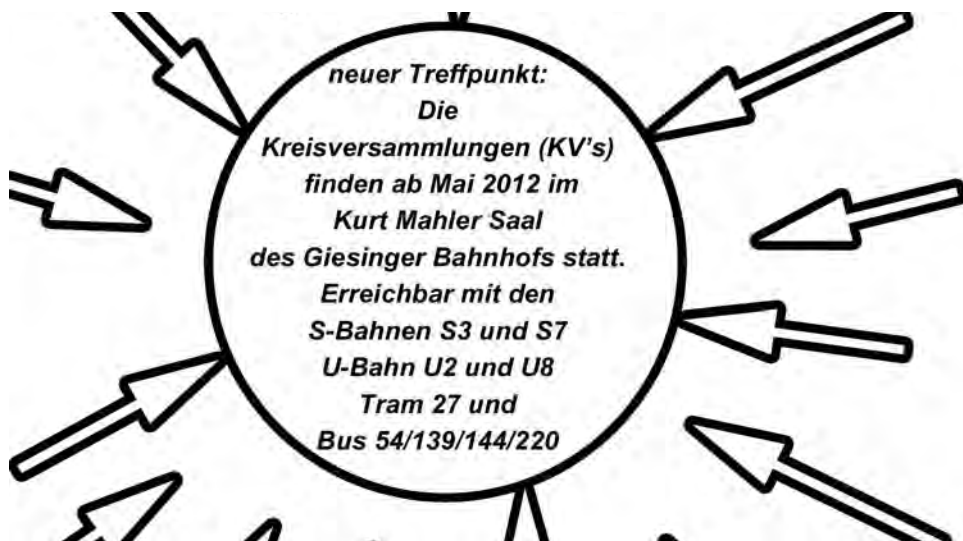 neuer Treffpunkt:
Die
Kreisversammlungen (KV's)
finden ab Mai 2012 im
Kurt Mahler Saal
des Giesinger Bahnhofs statt.
Erreichbar mit den
S-Bahnen S3 und S7
U-Bahn U2 und U8
Tram 27 und
Bus 54/139/144/220